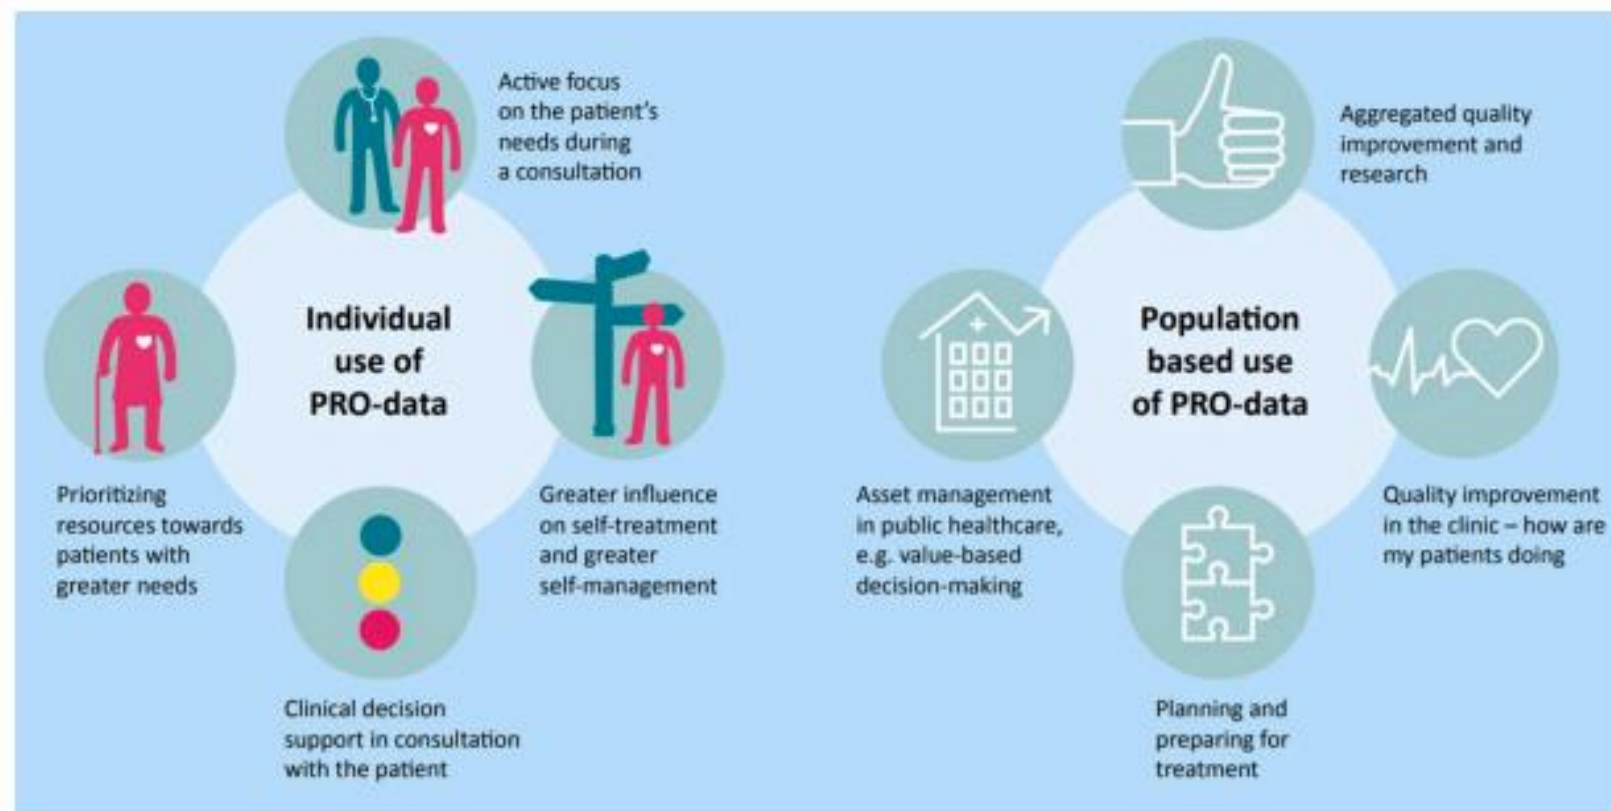 Active focus
on the patient's
needs during
a consultation
Individual
use of
PRO-data
Prioritizing
resources towards
patients with
greater needs
Greater influence
on self-treatment
and greater
self-management
Clinical decision
support in consultation
with the patient
Aggregated quality
improvement and
research
Population
based use
of PRO-data
Asset management
in public healthcare,
e.g. value-based
decision-making
Quality improvement
in the clinic – how are
my patients doing
Planning and
preparing for
treatment